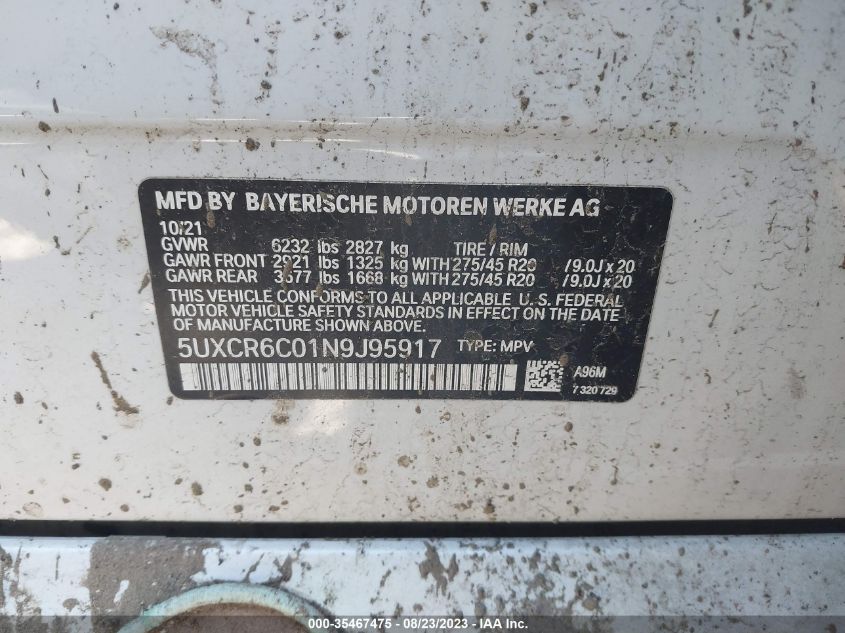 MFD BY BAYERISCHE MOTOREN WERKE AG
10/21
GVWR 6232 lbs 2827 kg TIRE / RIM
GAWR FRONT 2921 lbs 1325 kg WITH 275/45 R20 / 9.0J x 20
GAWR REAR 3677 lbs 1668 kg WITH 275/45 R20 / 9.0J x 20
THIS VEHICLE CONFORMS TO ALL APPLICABLE U. S. FEDERAL
MOTOR VEHICLE SAFETY STANDARDS IN EFFECT ON THE DATE
OF MANUFACTURE SHOWN ABOVE.
5UXCR6C01N9J95917 TYPE: MPV
A96M
7 320 729
000-35467475 - 08/23/2023 - www.iaai.com